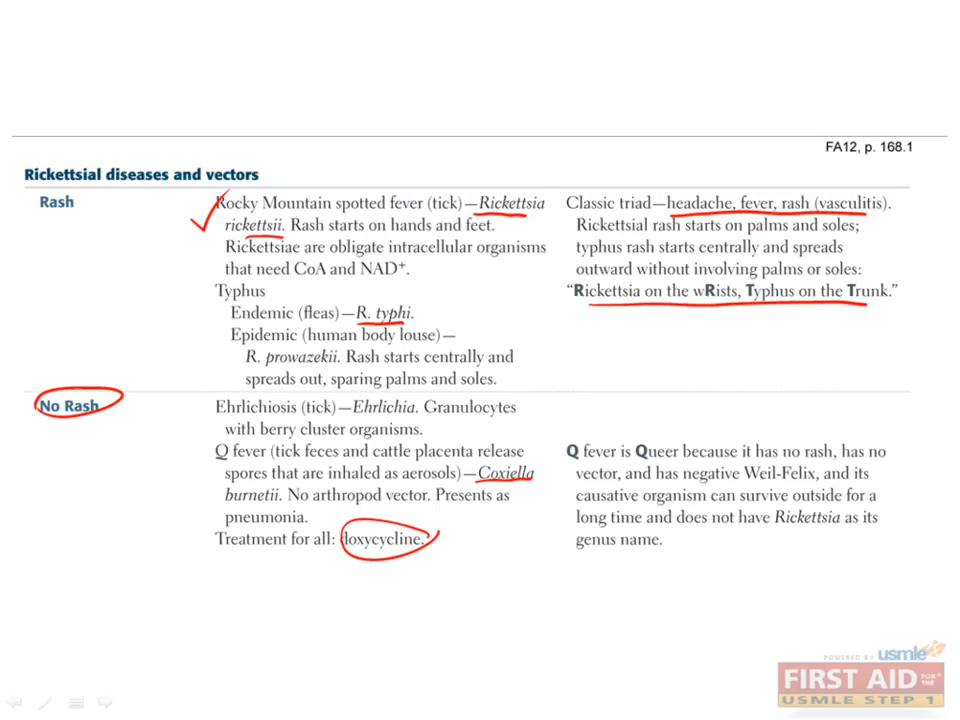 FA12, p. 168.1
Rickettsial diseases and vectors
Rash
Rocky Mountain spotted fever (tick)—Rickettsia
rickettsii. Rash starts on hands and feet.
Rickettsiae are obligate intracellular organisms
that need CoA and NAD+.
Typhus
Endemic (fleas)—R. typhi.
Epidemic (human body louse)—
R. prowazekii. Rash starts centrally and
spreads out, sparing palms and soles.
Classic triad—headache, fever, rash (vasculitis).
Rickettsial rash starts on palms and soles;
typhus rash starts centrally and spreads
outward without involving palms or soles:
“Rickettsia on the wRists, Typhus on the Trunk.”
No Rash
Ehrlichiosis (tick)—Ehrlichia. Granulocytes
with berry cluster organisms.
Q fever (tick feces and cattle placenta release
spores that are inhaled as aerosols)—Coxiella
burnetii. No arthropod vector. Presents as
pneumonia.
Treatment for all: doxycycline.
Q fever is Queer because it has no rash, has no
vector, and has negative Weil-Felix, and its
causative organism can survive outside for a
long time and does not have Rickettsia as its
genus name.
POWERED BY usmle
FIRST AID FOR THE
USMLE STEP 1